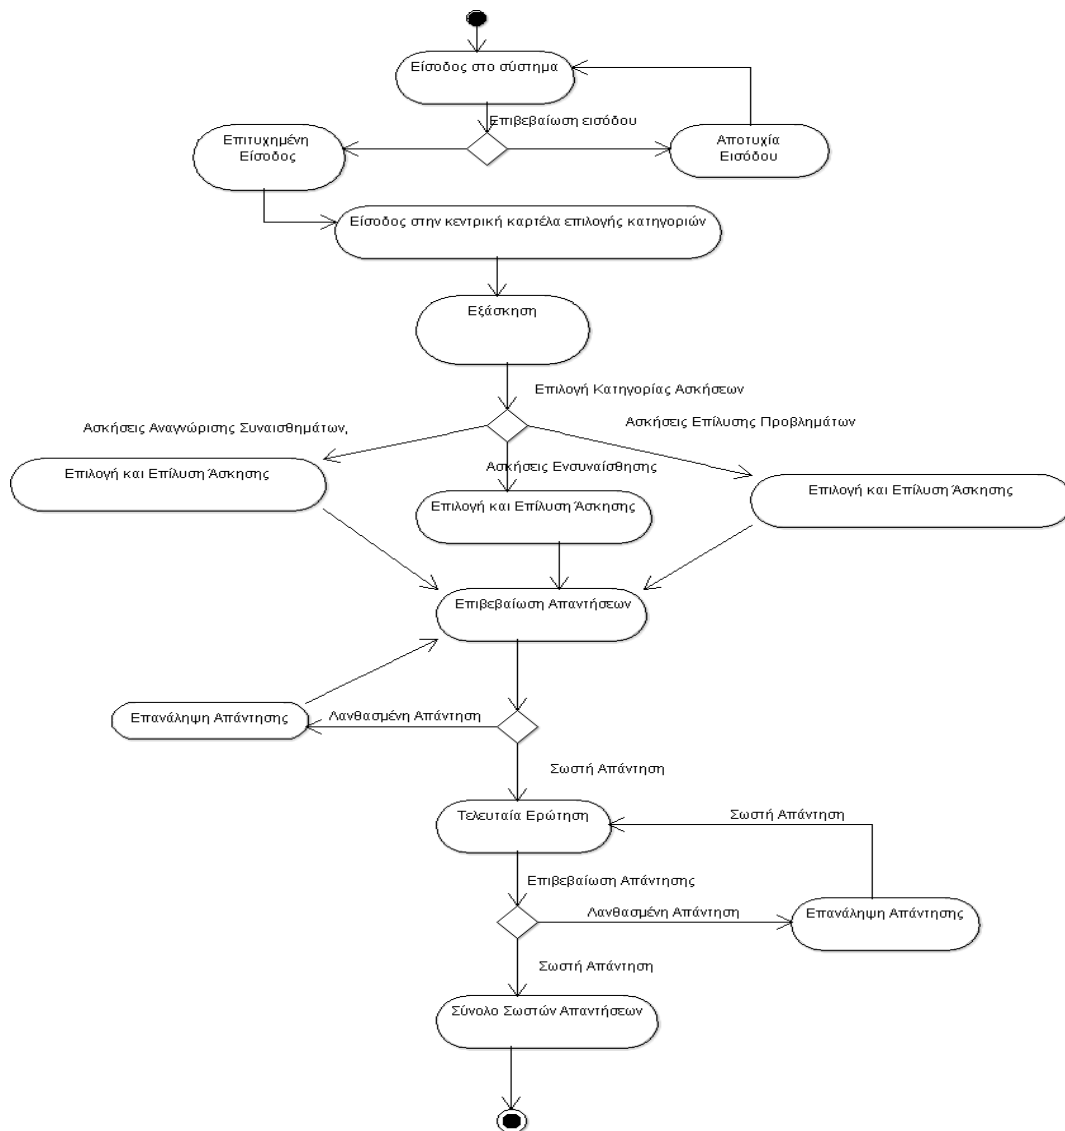 Είσοδος στο σύστημα
Επιβεβαίωση εισόδου
Επιτυχημένη
Είσοδος
Αποτυχία
Εισόδου
Είσοδος στην κεντρική καρτέλα επιλογής κατηγοριών
Εξάσκηση
Επιλογή Κατηγορίας Ασκήσεων
Ασκήσεις Αναγνώρισης Συναισθημάτων,
Ασκήσεις Επίλυσης Προβλημάτων
Ασκήσεις Ενσυναίσθησης
Επιλογή και Επίλυση Άσκησης
Επιλογή και Επίλυση Άσκησης
Επιλογή και Επίλυση Άσκησης
Επιβεβαίωση Απαντήσεων
Επανάληψη Απάντησης
Λανθασμένη Απάντηση
Σωστή Απάντηση
Τελευταία Ερώτηση
Σωστή Απάντηση
Επιβεβαίωση Απάντησης
Λανθασμένη Απάντηση
Επανάληψη Απάντησης
Σωστή Απάντηση
Σύνολο Σωστών Απαντήσεων